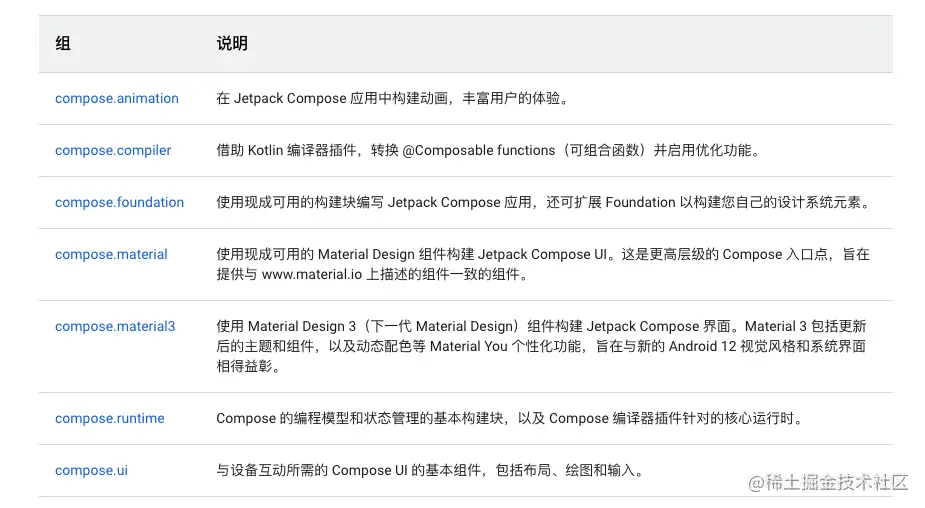 组 说明
compose.animation 在 Jetpack Compose 应用中构建动画，丰富用户的体验。
compose.compiler 借助 Kotlin 编译器插件，转换 @Composable functions（可组合函数）并启用优化功能。
compose.foundation 使用现成可用的构建块编写 Jetpack Compose 应用，还可扩展 Foundation 以构建您自己的设计系统元素。
compose.material 使用现成可用的 Material Design 组件构建 Jetpack Compose UI。这是更高层级的 Compose 入口点，旨在
提供与 www.material.io 上描述的组件一致的组件。
compose.material3 使用 Material Design 3（下一代 Material Design）组件构建 Jetpack Compose 界面。Material 3 包括更新
后的主题和组件，以及动态配色等 Material You 个性化功能，旨在与新的 Android 12 视觉风格和系统界面
相得益彰。
compose.runtime Compose 的编程模型和状态管理的基本构建块，以及 Compose 编译器插件针对的核心运行时。
compose.ui 与设备互动所需的 Compose UI 的基本组件，包括布局、绘图和输入。
@稀土掘金技术社区